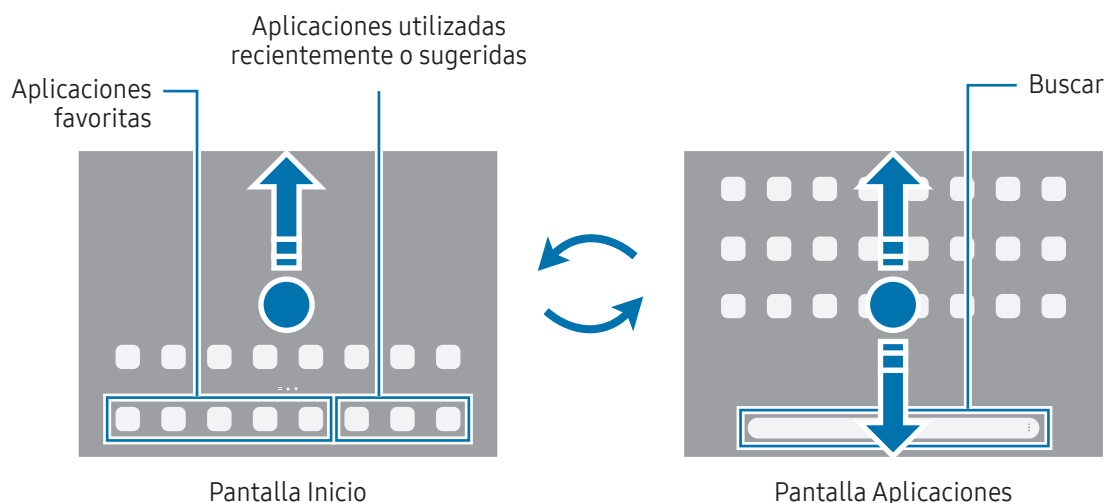 Aplicaciones utilizadas
recientemente o sugeridas
Aplicaciones
favoritas
Buscar
Pantalla Inicio
Pantalla Aplicaciones